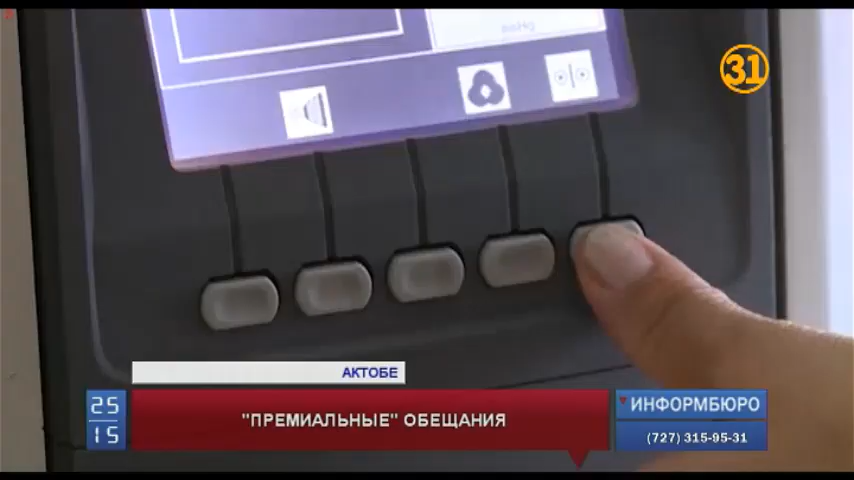 31
АКТОБЕ
25
15
"ПРЕМИАЛЬНЫЕ" ОБЕЩАНИЯ
ИНФОРМБЮРО
(727) 315-95-31